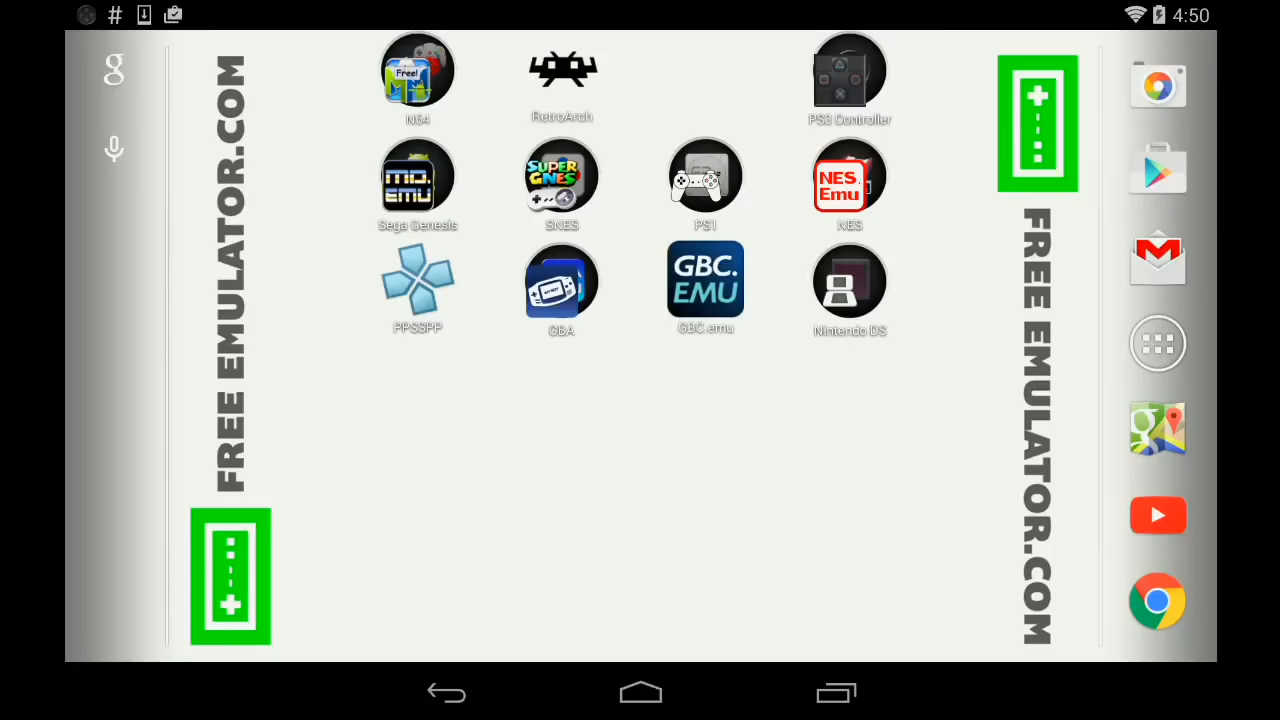 # 4:50
g
FREE EMULATOR.COM
Free!
N64
RetroArch
PS3 Controller
MD.
EMU
Sega Genesis
SUPER
GNES
SNES
PS1
NES.
Emu
NES
PPSSPP
GBA
GBC.
EMU
GBC.emu
Nintendo DS
FREE EMULATOR.COM